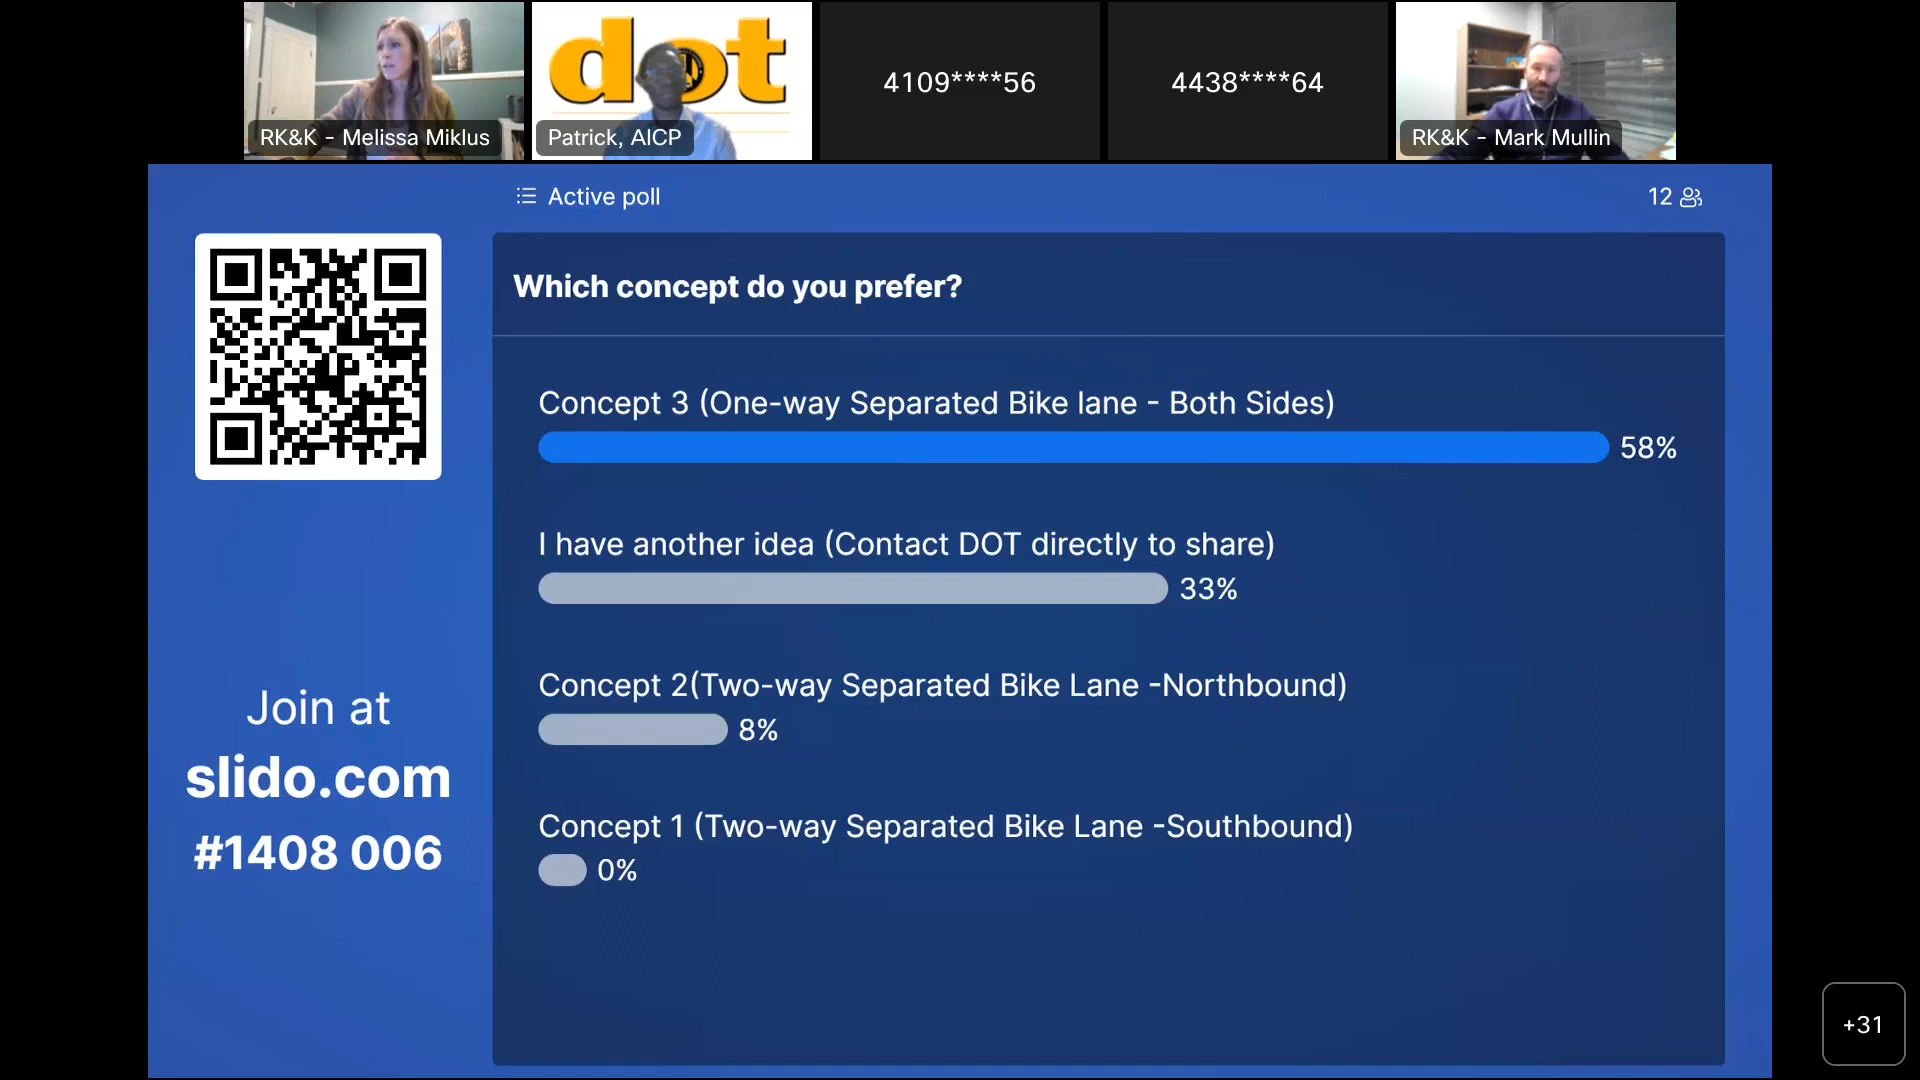 RK&K - Melissa Miklus
dot
Patrick, AICP
4109****56
4438****64
RK&K - Mark Mullin
Active poll
12
Which concept do you prefer?
Concept 3 (One-way Separated Bike lane - Both Sides)
58%
I have another idea (Contact DOT directly to share)
33%
Concept 2(Two-way Separated Bike Lane -Northbound)
8%
Concept 1 (Two-way Separated Bike Lane -Southbound)
0%
Join at
slido.com
#1408 006
+31